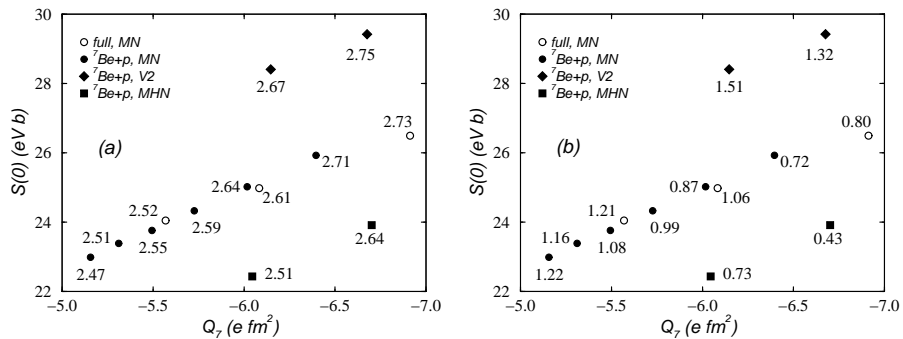 30
28
26
24
22
S(0) (eV b)
full, MN
⁷Be+p, MN
⁷Be+p, V2
⁷Be+p, MHN
(a)
2.75
2.67
2.73
2.71
2.64
2.61
2.52
2.59
2.51
2.55
2.47
2.64
2.51
−5.0 −5.5 −6.0 −6.5 −7.0
Q₇ (e fm²)
30
28
26
24
22
S(0) (eV b)
full, MN
⁷Be+p, MN
⁷Be+p, V2
⁷Be+p, MHN
(b)
1.32
1.51
0.80
0.72
0.87
1.06
1.21
0.99
1.16
1.08
1.22
0.43
0.73
−5.0 −5.5 −6.0 −6.5 −7.0
Q₇ (e fm²)